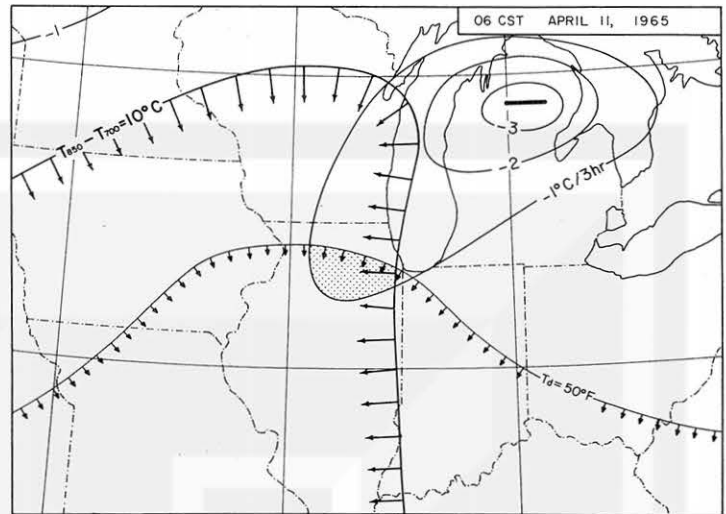 06 CST APRIL 11, 1965
-1
T₈₅₀ - T₇₀₀ = 10°C
-3
-2
-1°C/3hr
Td = 50°F